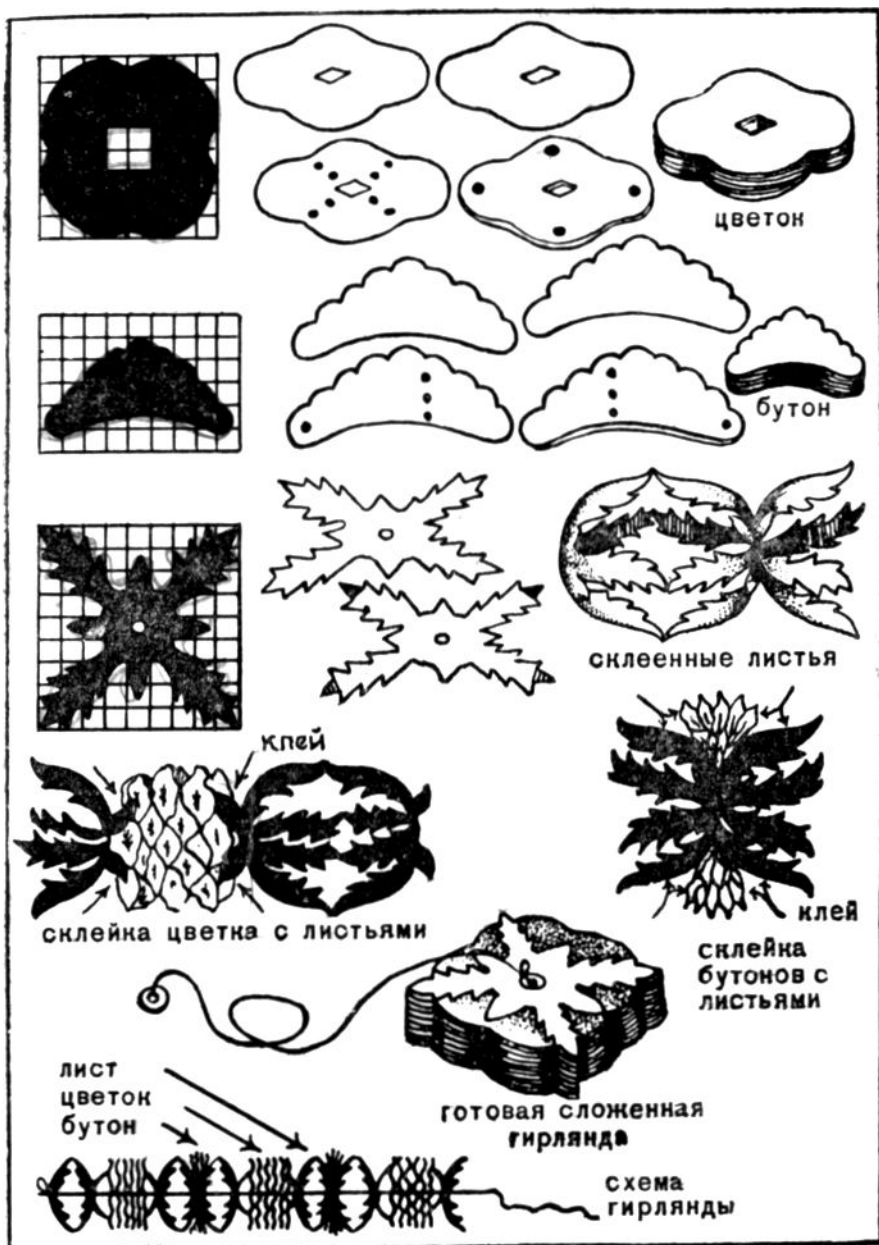 цветок
бутон
склеенные листья
клей
склейка цветка с листьями
клей
склейка
бутонов с
листьями
готовая сложенная
гирлянда
лист
цветок
бутон
схема
гирлянды